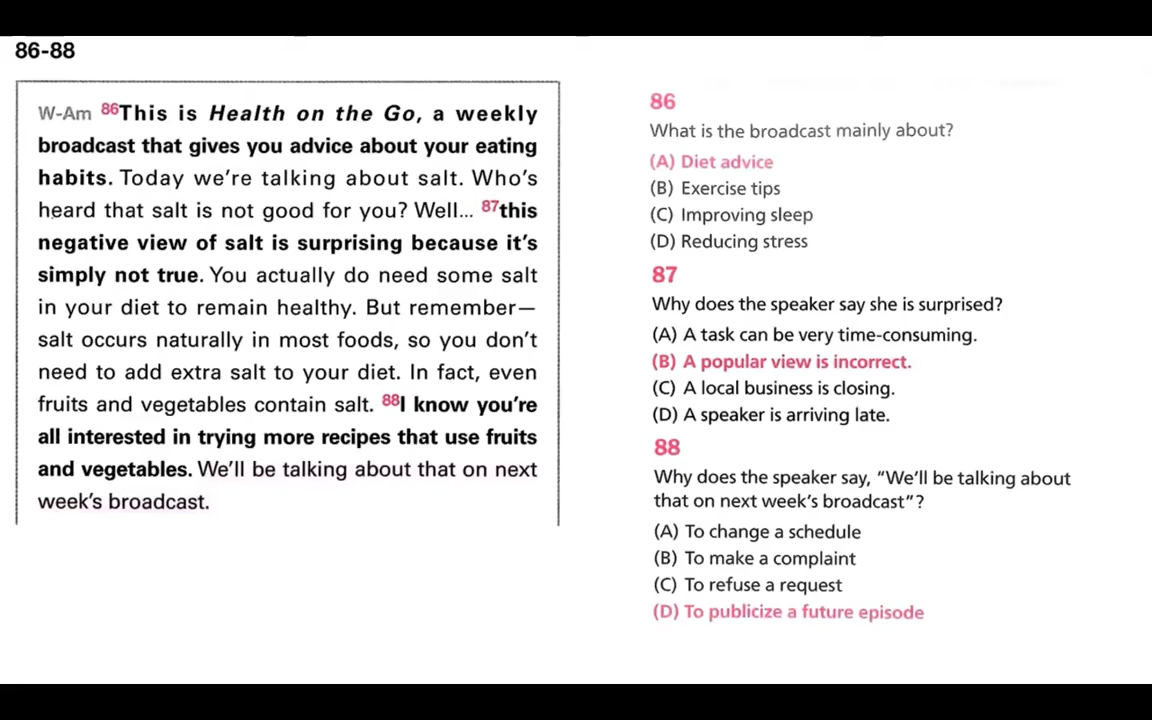 86-88
W-Am 86This is Health on the Go, a weekly
broadcast that gives you advice about your eating
habits. Today we're talking about salt. Who's
heard that salt is not good for you? Well... 87this
negative view of salt is surprising because it's
simply not true. You actually do need some salt
in your diet to remain healthy. But remember—
salt occurs naturally in most foods, so you don't
need to add extra salt to your diet. In fact, even
fruits and vegetables contain salt. 88I know you're
all interested in trying more recipes that use fruits
and vegetables. We'll be talking about that on next
week's broadcast.
86
What is the broadcast mainly about?
(A) Diet advice
(B) Exercise tips
(C) Improving sleep
(D) Reducing stress
87
Why does the speaker say she is surprised?
(A) A task can be very time-consuming.
(B) A popular view is incorrect.
(C) A local business is closing.
(D) A speaker is arriving late.
88
Why does the speaker say, “We'll be talking about
that on next week's broadcast”?
(A) To change a schedule
(B) To make a complaint
(C) To refuse a request
(D) To publicize a future episode